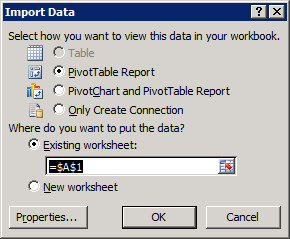 Import Data
Select how you want to view this data in your workbook.
Table
PivotTable Report
PivotChart and PivotTable Report
Only Create Connection
Where do you want to put the data?
Existing worksheet:
=$A$1
New worksheet
Properties...
OK
Cancel